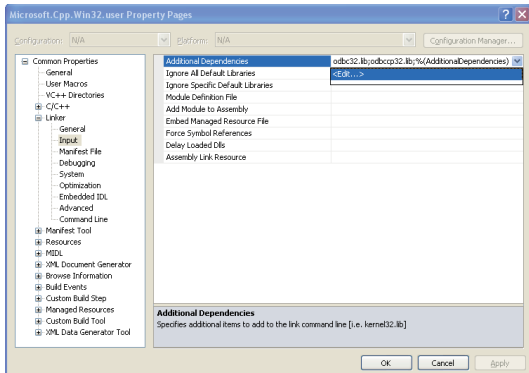 Microsoft.Cpp.Win32.user Property Pages
Configuration: N/A Platform: N/A Configuration Manager...
Common Properties
General
User Macros
VC++ Directories
C/C++
Linker
General
Input
Manifest File
Debugging
System
Optimization
Embedded IDL
Advanced
Command Line
Manifest Tool
Resources
MIDL
XML Document Generator
Browse Information
Build Events
Custom Build Step
Managed Resources
Custom Build Tool
XML Data Generator Tool
Additional Dependencies odbc32.lib;odbccp32.lib;%(AdditionalDependencies)
Ignore All Default Libraries <Edit...>
Ignore Specific Default Libraries
Module Definition File
Add Module to Assembly
Embed Managed Resource File
Force Symbol References
Delay Loaded Dlls
Assembly Link Resource
Additional Dependencies
Specifies additional items to add to the link command line [i.e. kernel32.lib]
OK Cancel Apply